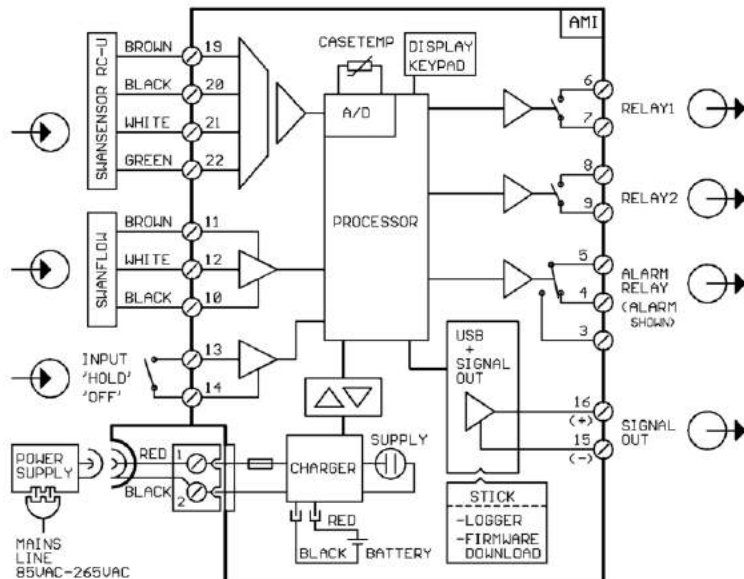 AMI
SWANSENSOR RC-U
BROWN 19
BLACK 20
WHITE 21
GREEN 22
CASETEMP
DISPLAY
KEYPAD
A/D
PROCESSOR
6
7
RELAY1
8
9
RELAY2
5
4
3
ALARM
RELAY
(ALARM
SHOWN)
SWANFLOW
BROWN 11
WHITE 12
BLACK 10
INPUT
'HOLD'
'OFF'
13
14
USB
+
SIGNAL
OUT
16
(+)
15
(-)
SIGNAL
OUT
POWER
SUPPLY
RED 1
BLACK 2
CHARGER
SUPPLY
RED
BLACK
BATTERY
STICK
-LOGGER
-FIRMWARE
DOWNLOAD
MAINS
LINE
85VAC-265VAC